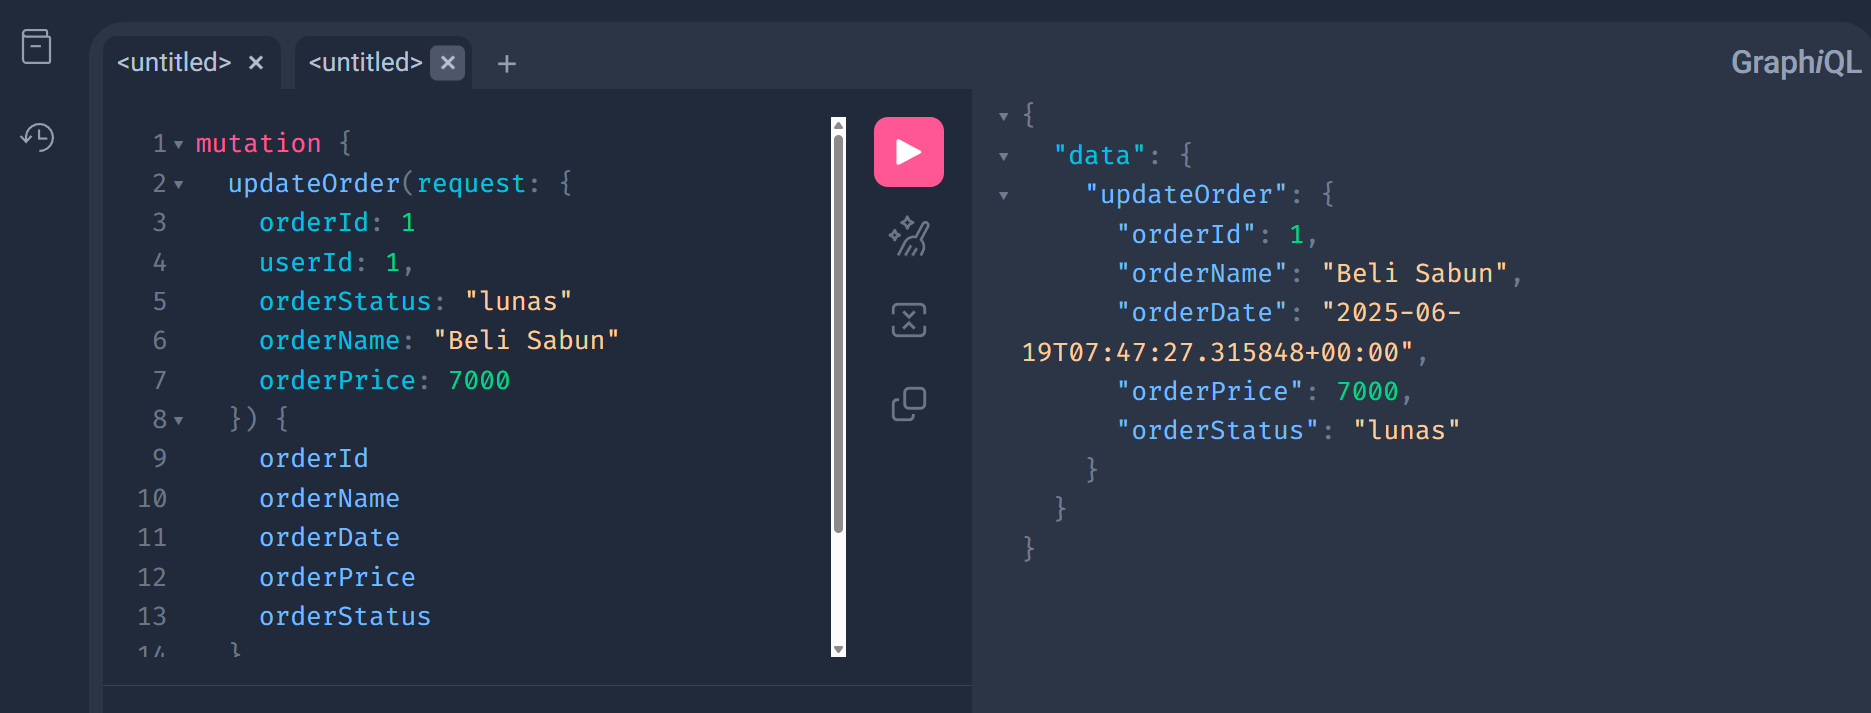 <untitled> × <untitled> × +
GraphiQL
1 mutation {
2 updateOrder(request: {
3 orderId: 1
4 userId: 1,
5 orderStatus: "lunas"
6 orderName: "Beli Sabun"
7 orderPrice: 7000
8 }) {
9 orderId
10 orderName
11 orderDate
12 orderPrice
13 orderStatus
14 }
{
"data": {
"updateOrder": {
"orderId": 1,
"orderName": "Beli Sabun",
"orderDate": "2025-06-
19T07:47:27.315848+00:00",
"orderPrice": 7000,
"orderStatus": "lunas"
}
}
}